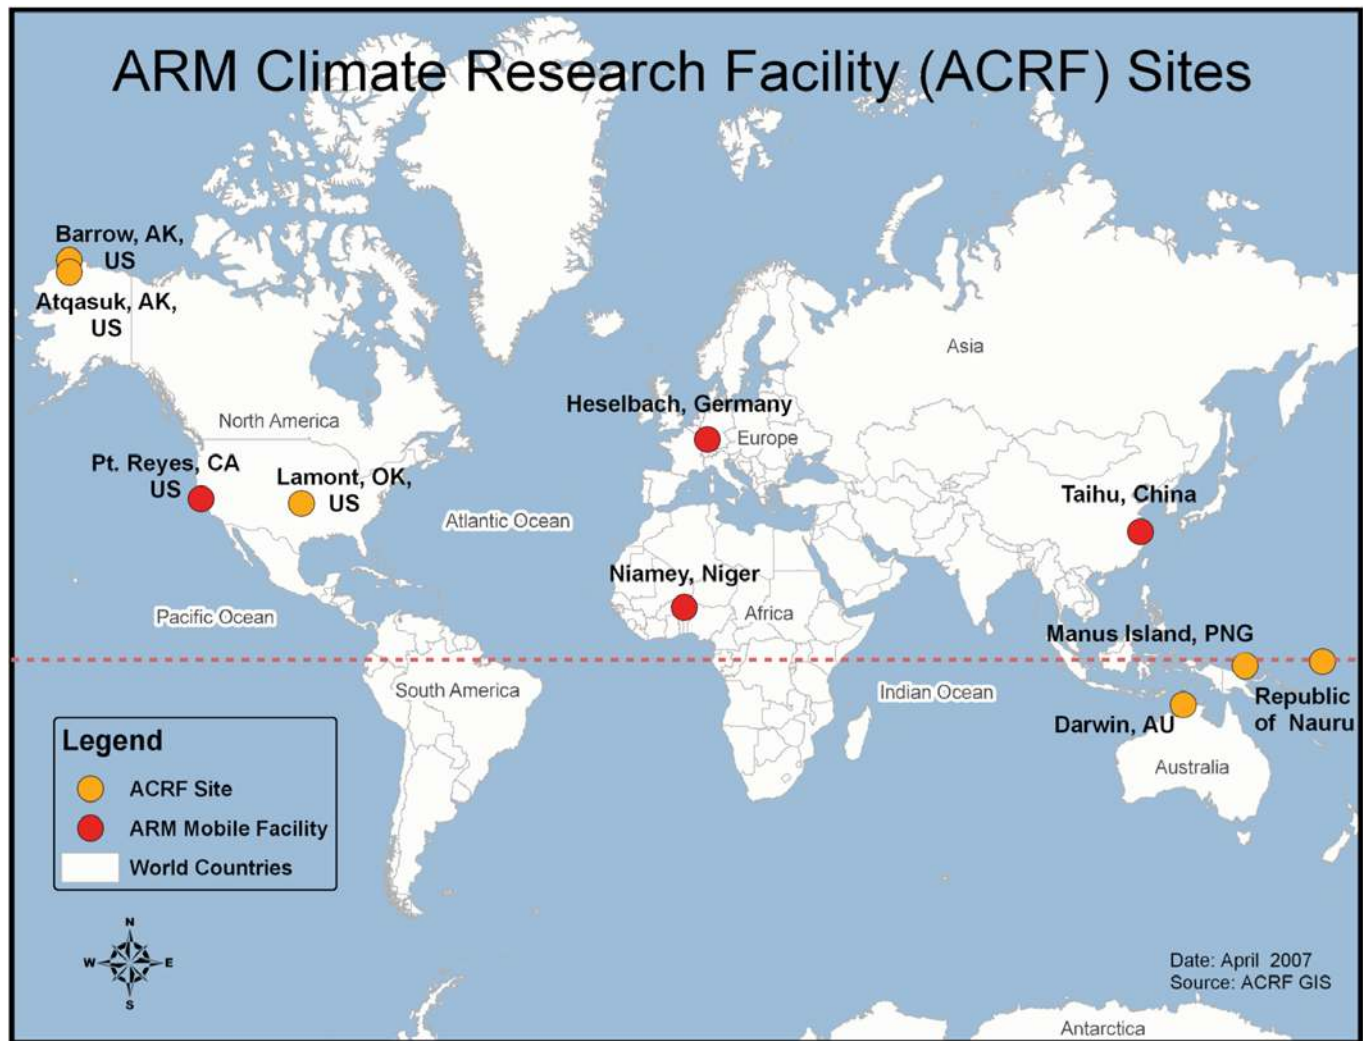 ARM Climate Research Facility (ACRF) Sites
Barrow, AK,
US
Atqasuk, AK,
US
Asia
Heselbach, Germany
North America
Europe
Pt. Reyes, CA
US
Lamont, OK,
US
Taihu, China
Atlantic Ocean
Niamey, Niger
Africa
Pacific Ocean
Manus Island, PNG
South America
Indian Ocean
Republic
of Nauru
Darwin, AU
Australia
Legend
ACRF Site
ARM Mobile Facility
World Countries
N
W
E
S
Date: April 2007
Source: ACRF GIS
Antarctica